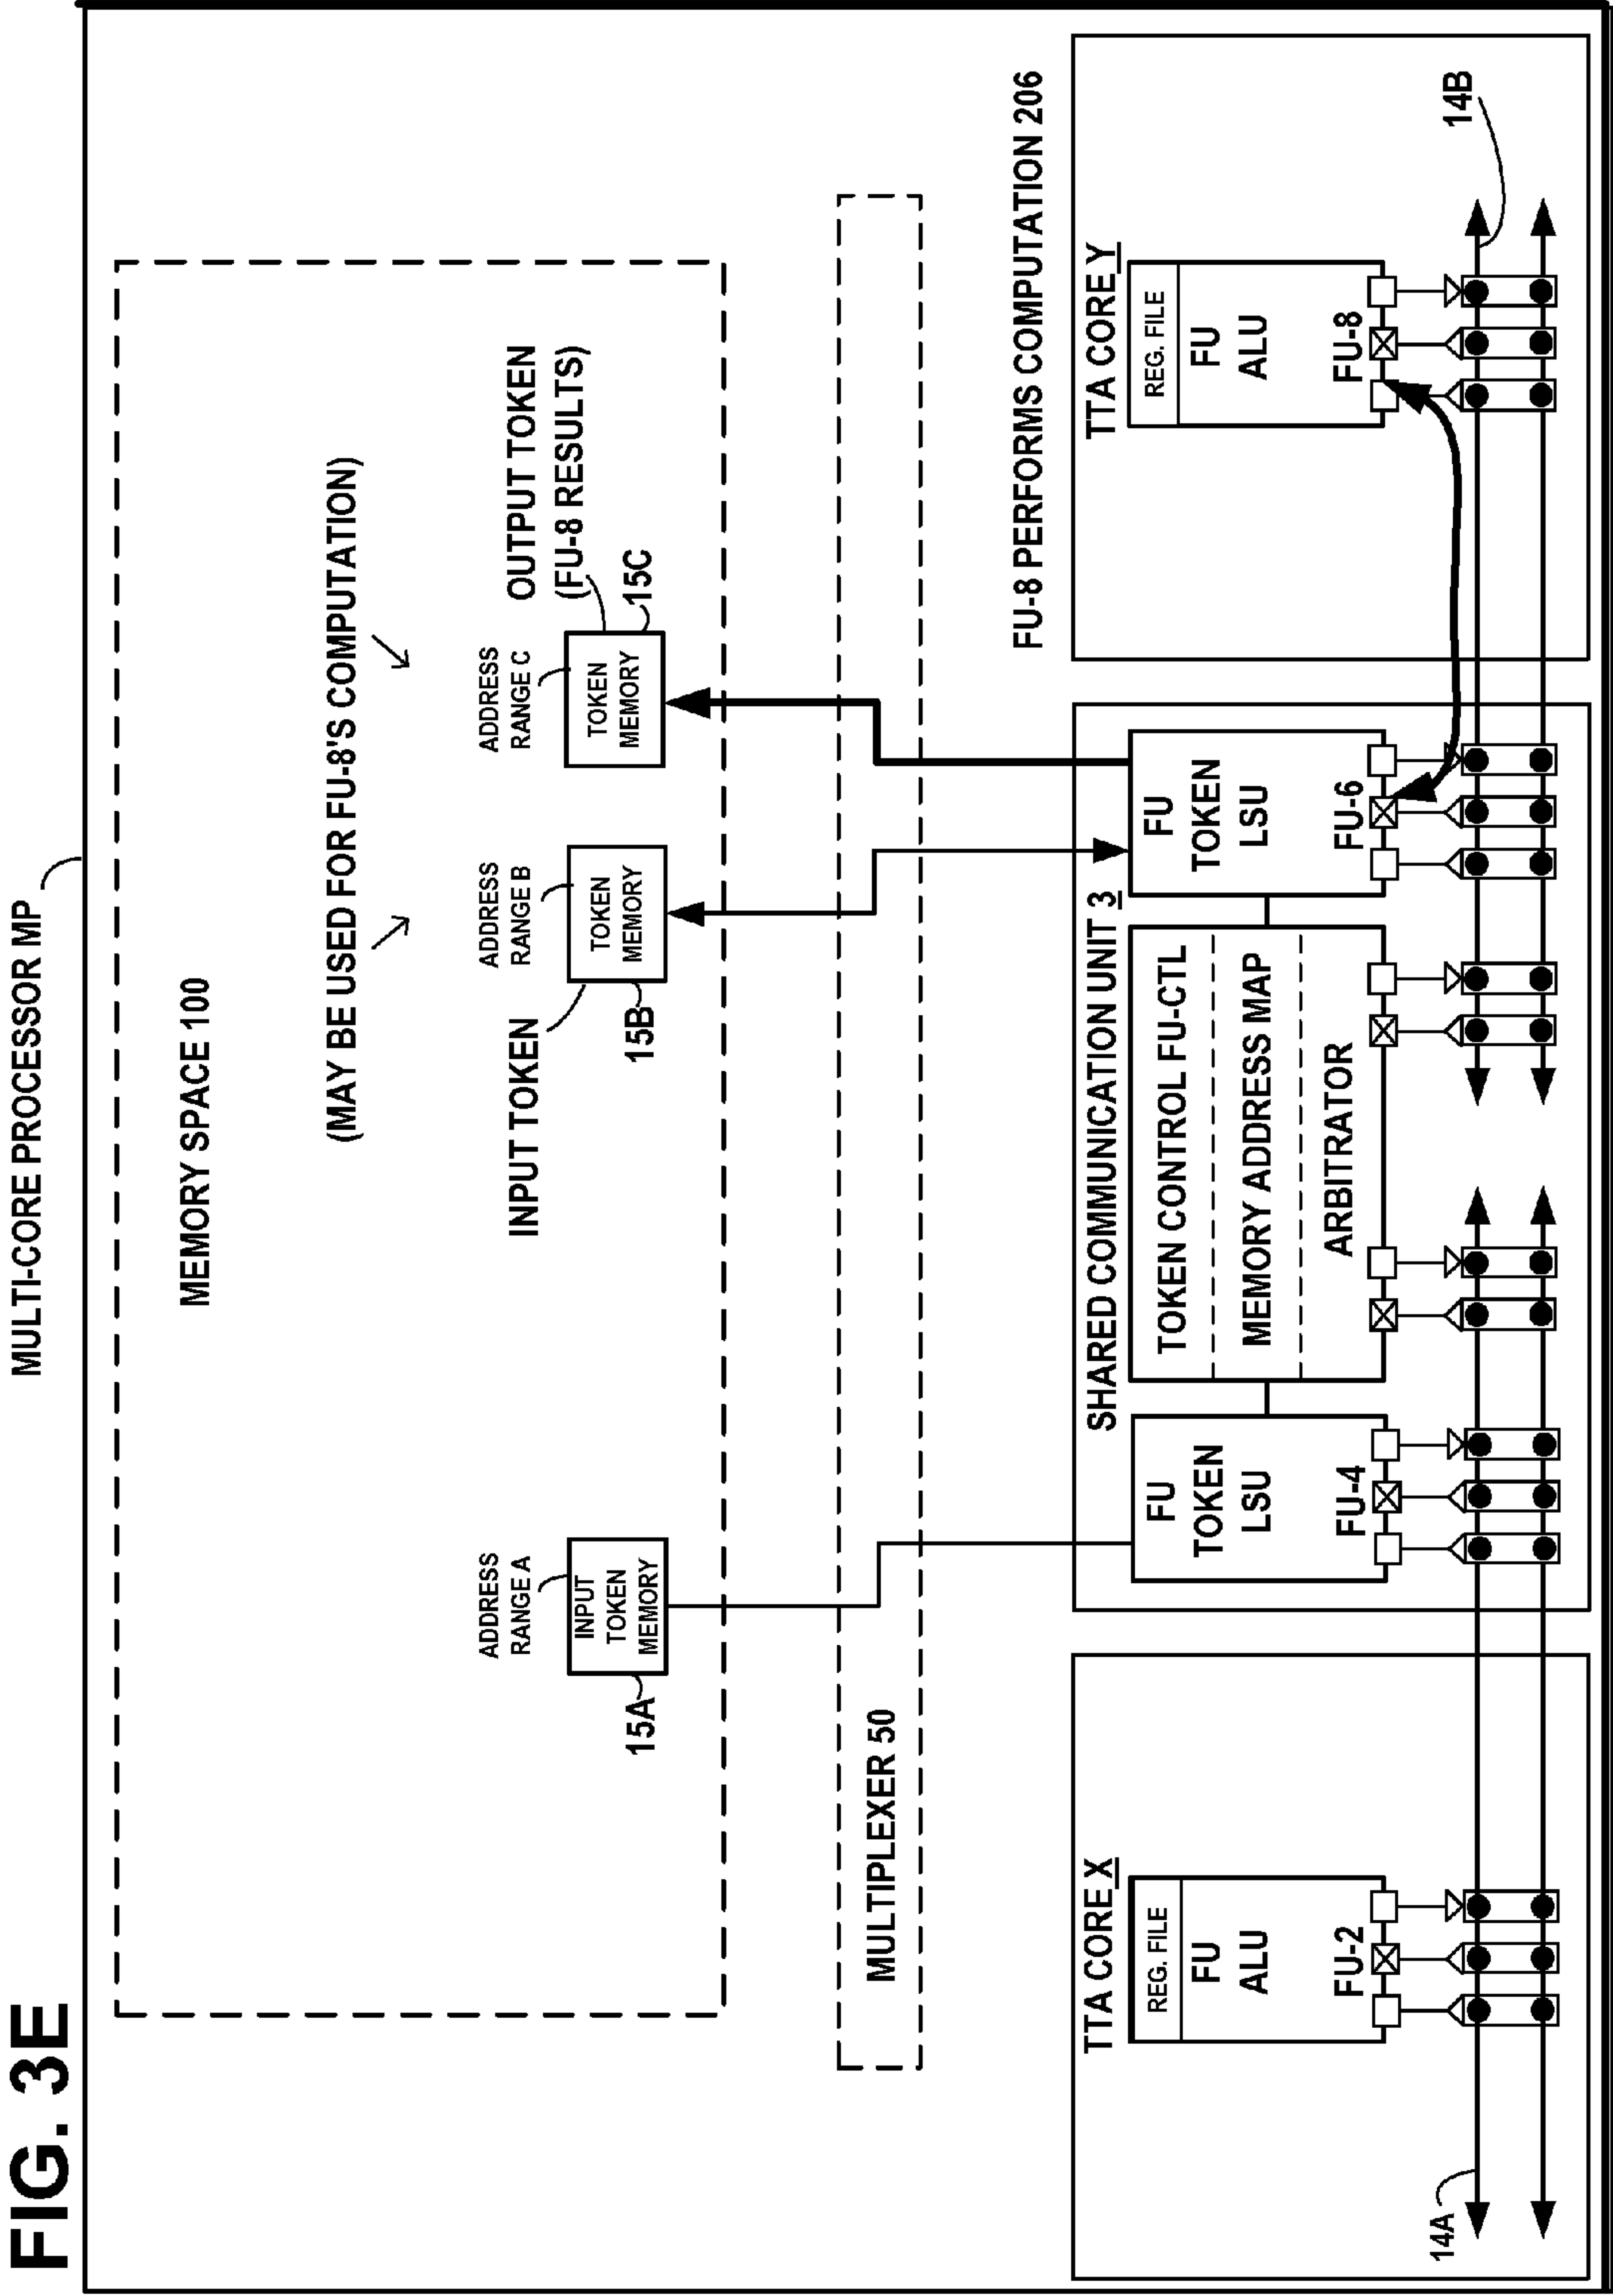 FIG. 3E
MULTI-CORE PROCESSOR MP
MEMORY SPACE 100
(MAY BE USED FOR FU-8'S COMPUTATION)
ADDRESS
RANGE A
INPUT
TOKEN
MEMORY
15A
INPUT TOKEN
ADDRESS
RANGE B
TOKEN
MEMORY
15B
ADDRESS
RANGE C
TOKEN
MEMORY
15C
OUTPUT TOKEN
(FU-8 RESULTS)
MULTIPLEXER 50
FU-8 PERFORMS COMPUTATION 206
TTA CORE X
REG. FILE
FU
ALU
FU-2
14A
SHARED COMMUNICATION UNIT 3
FU
TOKEN
LSU
FU-4
TOKEN CONTROL FU-CTL
MEMORY ADDRESS MAP
ARBITRATOR
FU
TOKEN
LSU
FU-6
TTA CORE Y
REG. FILE
FU
ALU
FU-8
14B